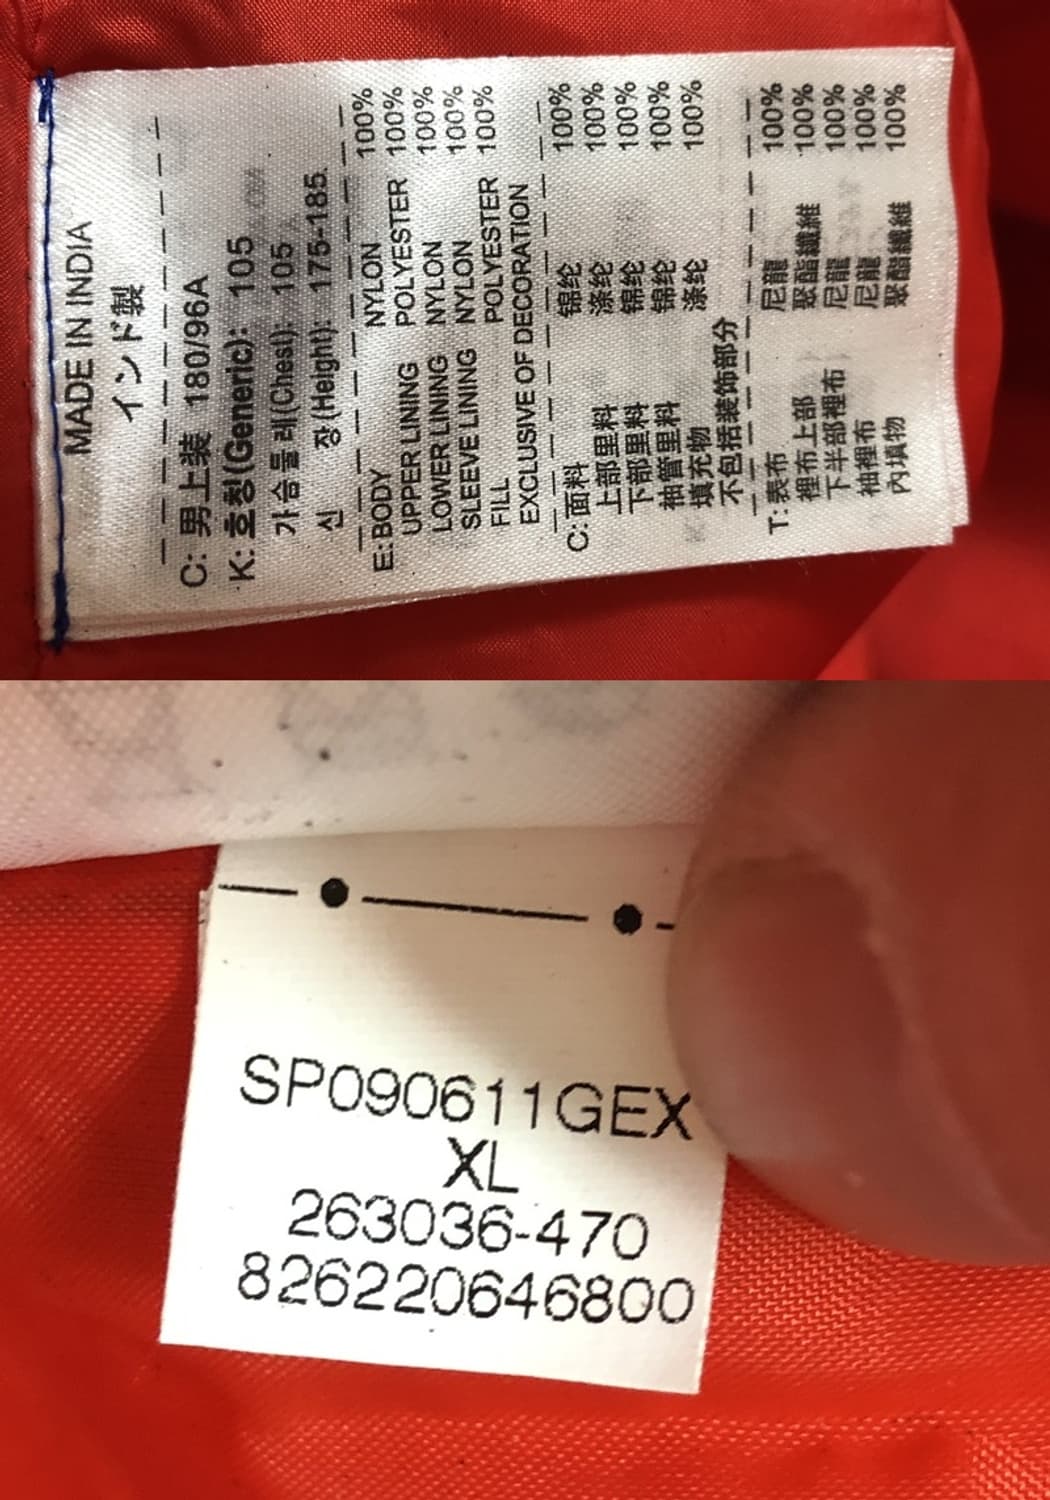 MADE IN INDIA
インド製
C: 男上装 180/96A
K: 호칭(Generic): 105
가슴둘레(Chest): 105
신 장(Height): 175-185
E: BODY NYLON 100%
UPPER LINING POLYESTER 100%
LOWER LINING NYLON 100%
SLEEVE LINING NYLON 100%
FILL POLYESTER 100%
EXCLUSIVE OF DECORATION
C: 面料 锦纶 100%
上部里料 涤纶 100%
下部里料 锦纶 100%
袖管里料 锦纶 100%
填充物 涤纶 100%
不包括装饰部分
T: 表布 尼龍 100%
裡布上部 聚酯纖維 100%
下半部裡布 尼龍 100%
袖裡布 尼龍 100%
內填物 聚酯纖維 100%
SP090611GEX
XL
263036-470
826220646800